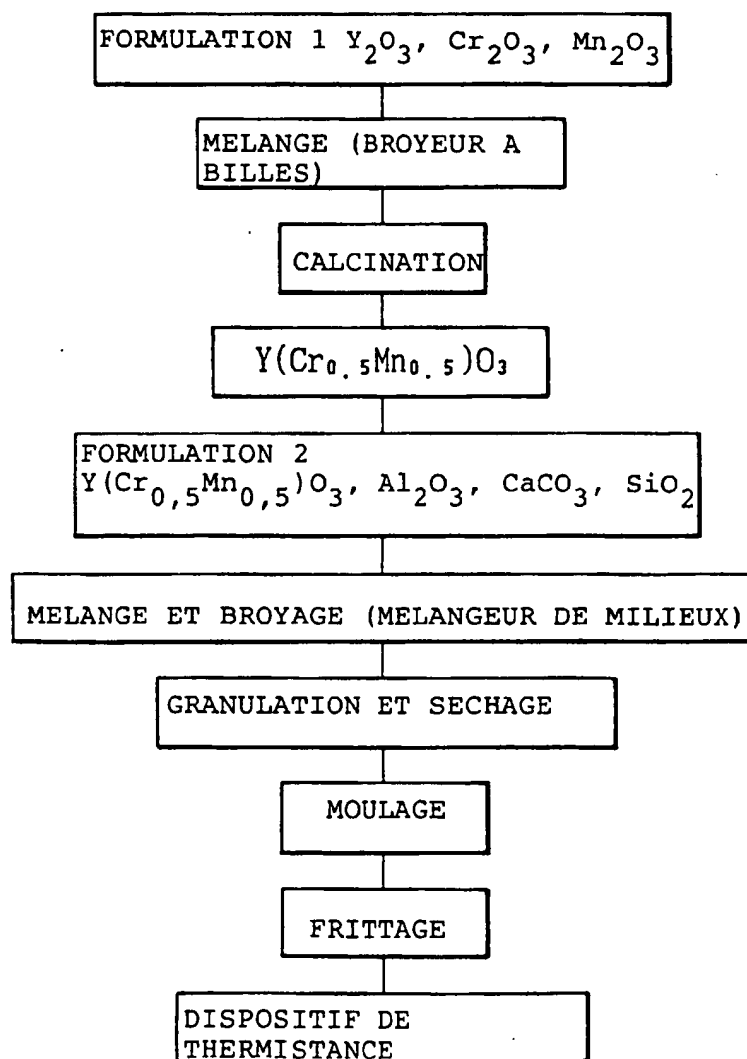 FORMULATION 1 Y₂O₃, Cr₂O₃, Mn₂O₃
MELANGE (BROYEUR A
BILLES)
CALCINATION
Y(Cr₀.₅Mn₀.₅)O₃
FORMULATION 2
Y(Cr₀,₅Mn₀,₅)O₃, Al₂O₃, CaCO₃, SiO₂
MELANGE ET BROYAGE (MELANGEUR DE MILIEUX)
GRANULATION ET SECHAGE
MOULAGE
FRITTAGE
DISPOSITIF DE
THERMISTANCE